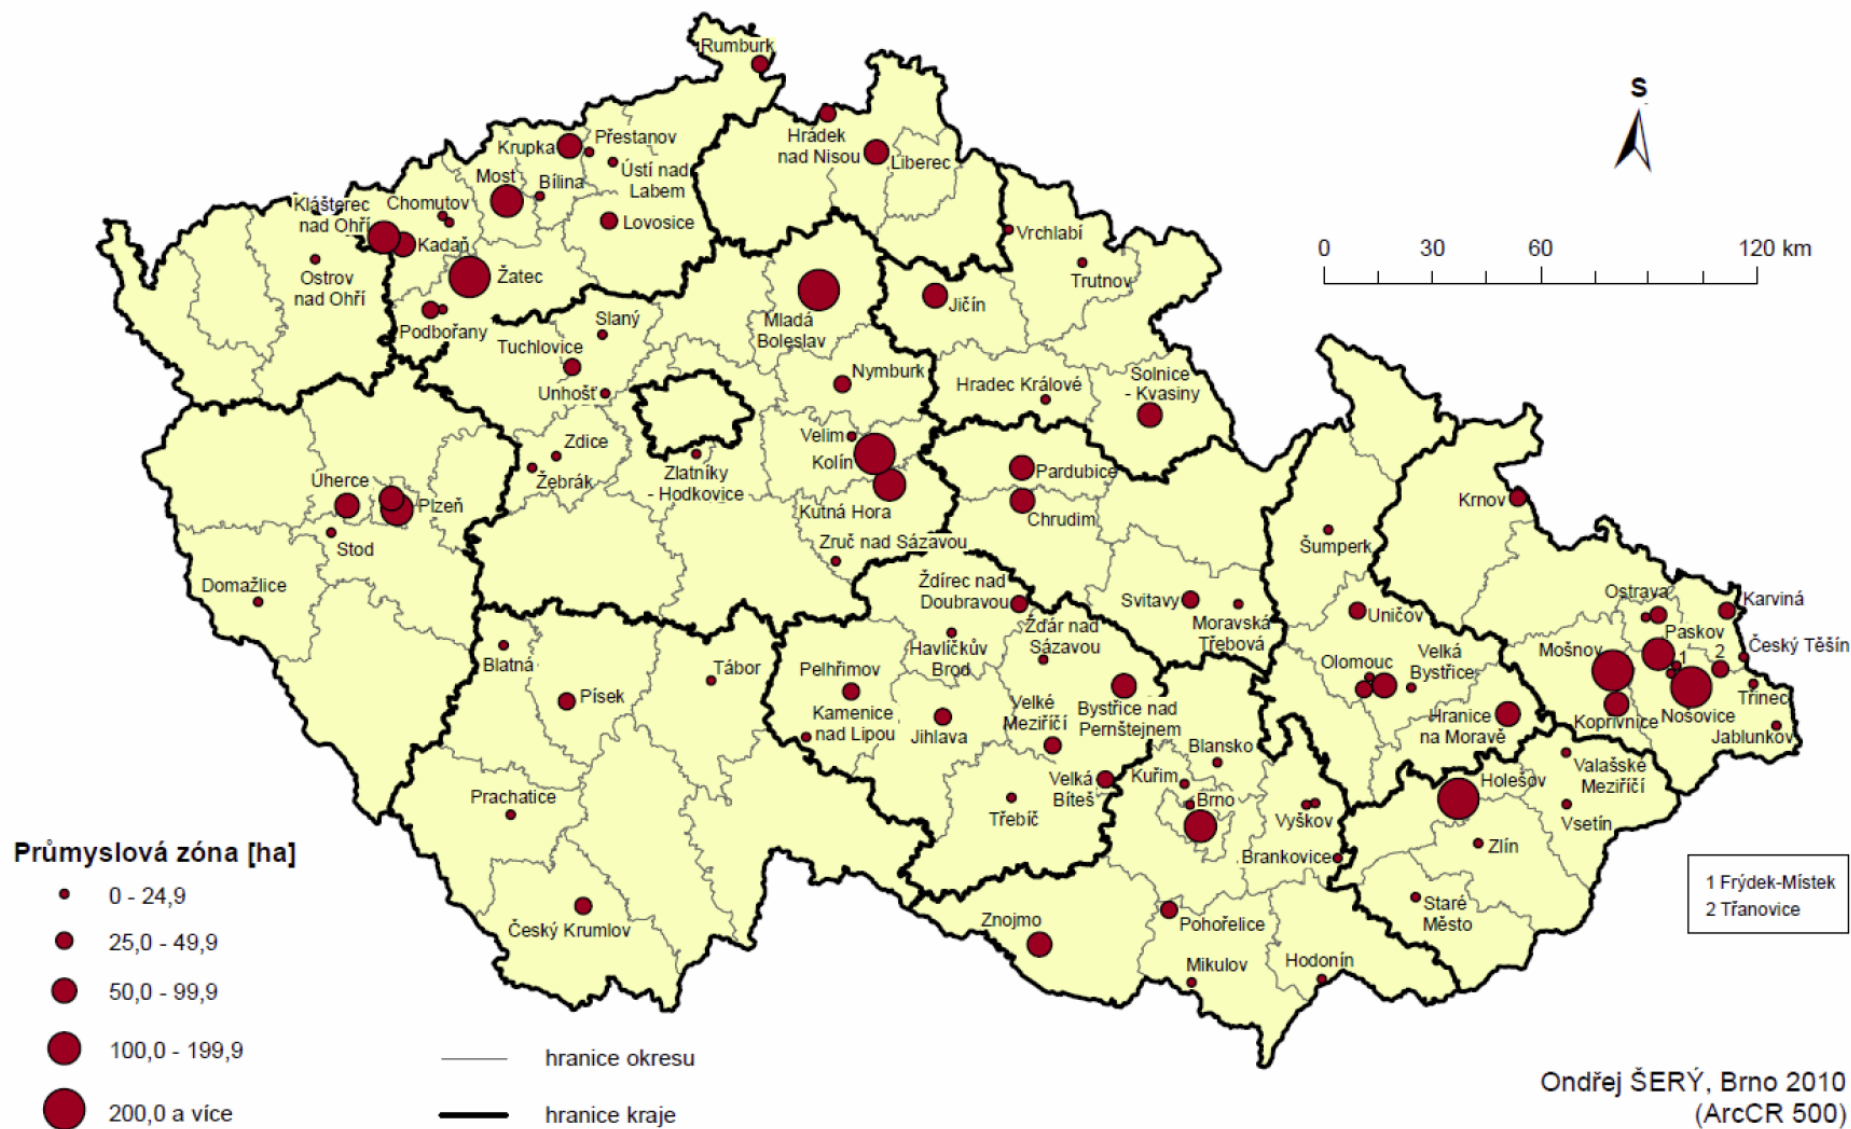 Rumburk
S
Hrádek
nad Nisou
Liberec
Přestanov
Krupka
Ústí nad
Labem
Most
Bílina
Klášterec
nad Ohří
Chomutov
Lovosice
Kadaň
Vrchlabí
0 30 60 120 km
Ostrov
nad Ohří
Žatec
Trutnov
Jičín
Podbořany
Slaný
Mladá
Boleslav
Tuchlovice
Nymburk
Unhošť
Hradec Králové
Solnice
- Kvasiny
Zdice
Velim
Kolín
Žebrák
Zlatníky
- Hodkovice
Pardubice
Úherce
Plzeň
Kutná Hora
Chrudim
Krnov
Stod
Zruč nad Sázavou
Šumperk
Domažlice
Ždírec nad
Doubravou
Svitavy
Moravská
Třebová
Uničov
Ostrava
Karviná
Paskov
Český Těšín
Blatná
Tábor
Pelhřimov
Havlíčkův
Brod
Žďár nad
Sázavou
Olomouc
Velká
Bystřice
Mošnov
1
2
Písek
Kamenice
nad Lipou
Jihlava
Velké
Meziříčí
Bystřice nad
Pernštejnem
Hranice
na Moravě
Kopřivnice
Nošovice
Třinec
Jablunkov
Blansko
Prachatice
Velká
Bíteš
Kuřim
Brno
Třebíč
Vyškov
Holešov
Valašské
Meziříčí
Vsetín
Brankovice
Zlín
Český Krumlov
Znojmo
Pohořelice
Staré
Město
Mikulov
Hodonín
1 Frýdek-Místek
2 Třanovice
Průmyslová zóna [ha]
0 - 24,9
25,0 - 49,9
50,0 - 99,9
100,0 - 199,9
200,0 a více
hranice okresu
hranice kraje
Ondřej ŠERÝ, Brno 2010
(ArcCR 500)